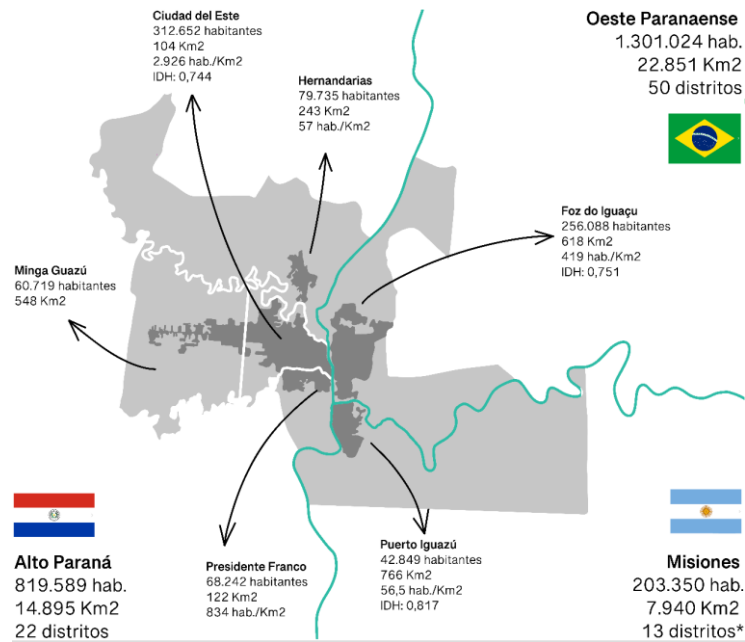 Ciudad del Este
312.652 habitantes
104 Km2
2.926 hab./Km2
IDH: 0,744
Hernandarias
79.735 habitantes
243 Km2
57 hab./Km2
Oeste Paranaense
1.301.024 hab.
22.851 Km2
50 distritos
Foz do Iguaçu
256.088 habitantes
618 Km2
419 hab./Km2
IDH: 0,751
Minga Guazú
60.719 habitantes
548 Km2
Alto Paraná
819.589 hab.
14.895 Km2
22 distritos
Presidente Franco
68.242 habitantes
122 Km2
834 hab./Km2
Puerto Iguazú
42.849 habitantes
766 Km2
56,5 hab./Km2
IDH: 0,817
Misiones
203.350 hab.
7.940 Km2
13 distritos*